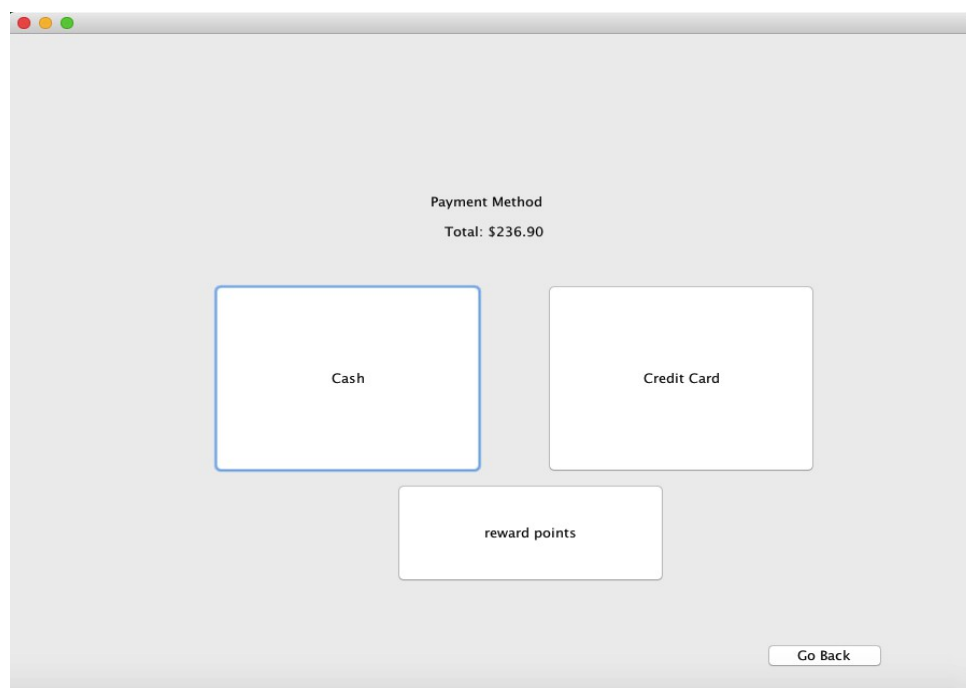 Payment Method
Total: $236.90
Cash
Credit Card
reward points
Go Back